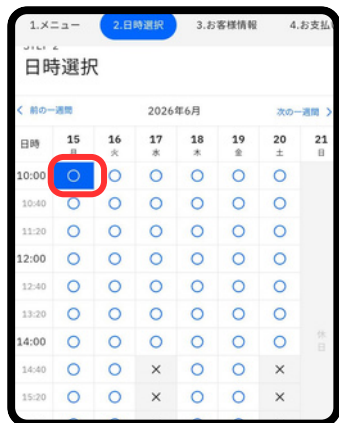 1.メニュー 2.日時選択 3.お客様情報 4.お支払い
STEP 2
日時選択
前の一週間 2026年6月 次の一週間
日時 15 16 17 18 19 20 21
月 火 水 木 金 土 日
10:00 ○ ○ ○ ○ ○ ○
10:40 ○ ○ ○ ○ ○ ○
11:20 ○ ○ ○ ○ ○ ○
12:00 ○ ○ ○ ○ ○ ○
12:40 ○ ○ ○ ○ ○ ○
13:20 ○ ○ ○ ○ ○ ○
14:00 ○ ○ ○ ○ ○ ○ 休日
14:40 ○ ○ × ○ ○ ×
15:20 ○ ○ × ○ ○ ×